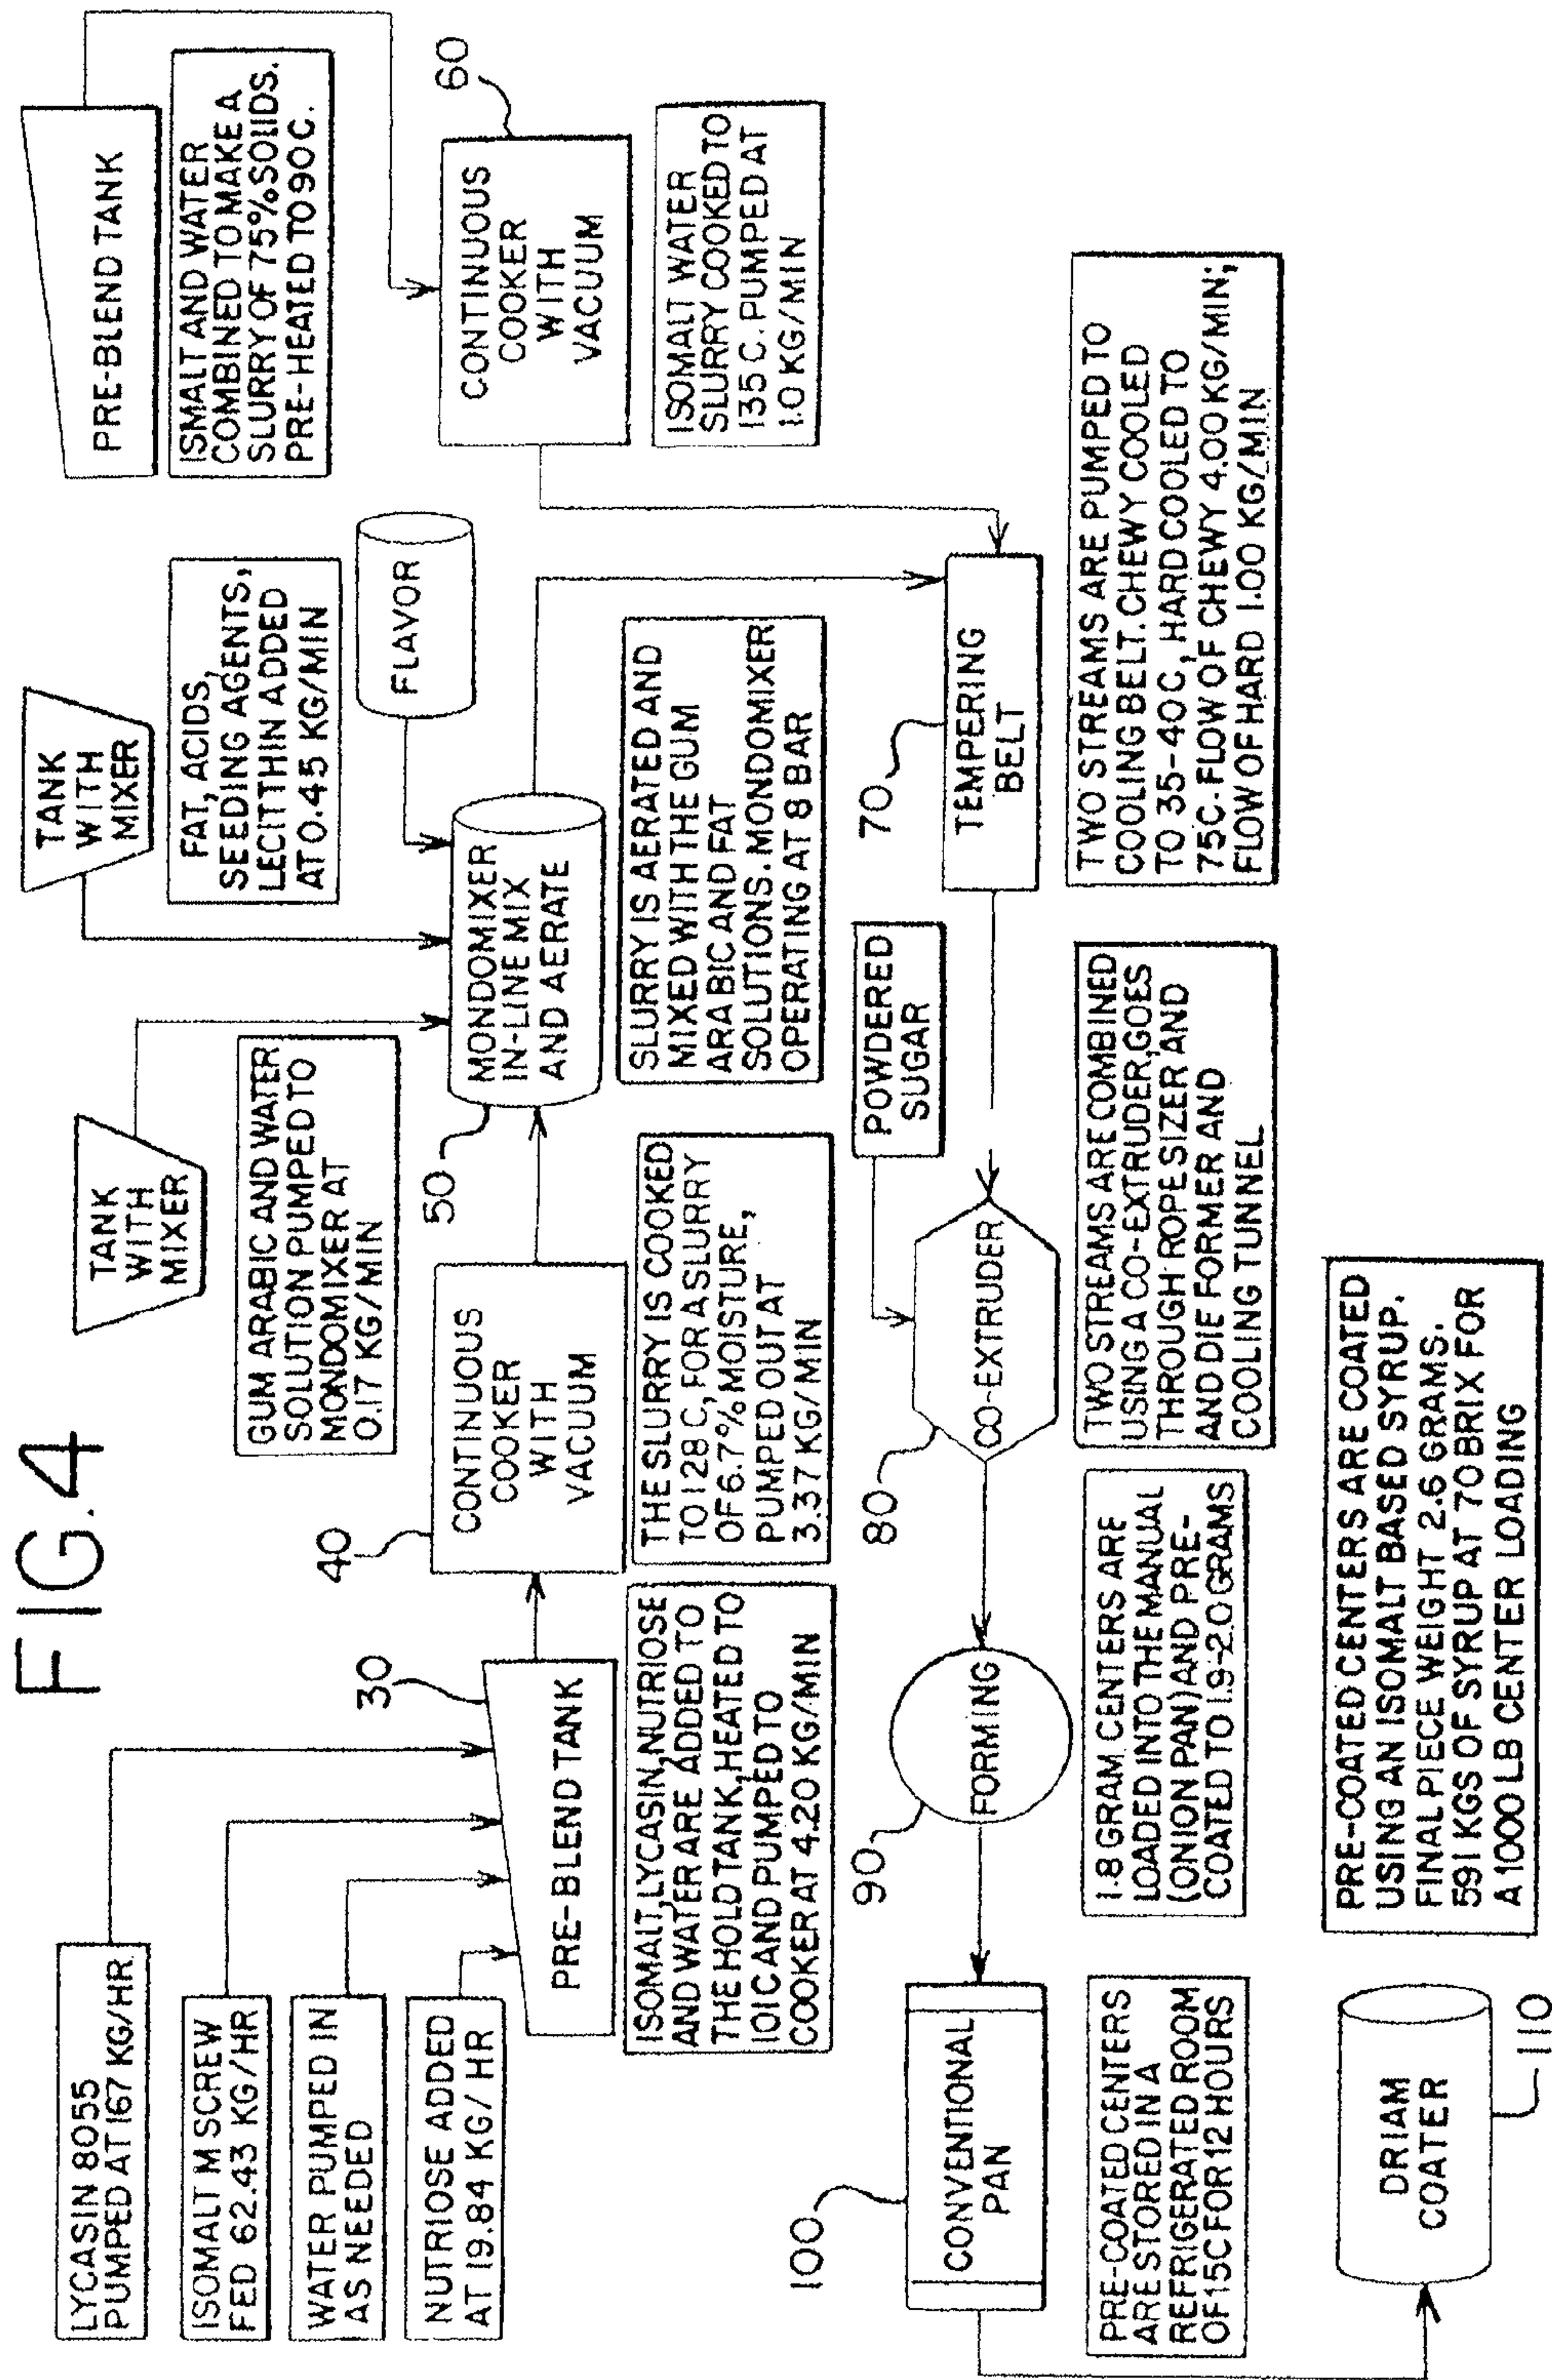 FIG.4
LYCASIN 8055
PUMPED AT 167 KG/HR
ISOMALT M SCREW
FED 62.43 KG/HR
WATER PUMPED IN
AS NEEDED
NUTRIOSE ADDED
AT 19.84 KG/HR
30
PRE-BLEND TANK
ISOMALT,LYCASIN,NUTRIOSE
AND WATER ARE ADDED TO
THE HOLD TANK,HEATED TO
101C AND PUMPED TO
COOKER AT 4.20 KG/MIN
40
CONTINUOUS
COOKER
WITH
VACUUM
THE SLURRY IS COOKED
TO 128 C, FOR A SLURRY
OF 6.7% MOISTURE,
PUMPED OUT AT
3.37 KG/MIN
TANK
WITH
MIXER
GUM ARABIC AND WATER
SOLUTION PUMPED TO
MONDOMIXER AT
0.17 KG/MIN
TANK
WITH
MIXER
FAT, ACIDS,
SEEDING AGENTS,
LECITTHIN ADDED
AT 0.45 KG/MIN
FLAVOR
50
MONDOMIXER
IN-LINE MIX
AND AERATE
SLURRY IS AERATED AND
MIXED WITH THE GUM
ARABIC AND FAT
SOLUTIONS. MONDOMIXER
OPERATING AT 8 BAR
PRE-BLEND TANK
ISMALT AND WATER
COMBINED TO MAKE A
SLURRY OF 75% SOLIDS.
PRE-HEATED TO 90 C.
60
CONTINUOUS
COOKER
WITH
VACUUM
ISOMALT WATER
SLURRY COOKED TO
135 C. PUMPED AT
1.0 KG/MIN
70
TEMPERING
BELT
TWO STREAMS ARE PUMPED TO
COOLING BELT. CHEWY COOLED
TO 35-40C, HARD COOLED TO
75C. FLOW OF CHEWY 4.00 KG/MIN;
FLOW OF HARD 1.00 KG/MIN
POWDERED
SUGAR
80
CO-EXTRUDER
TWO STREAMS ARE COMBINED
USING A CO-EXTRUDER,GOES
THROUGH ROPE SIZER AND
AND DIE FORMER AND
COOLING TUNNEL
90
FORMING
1.8 GRAM CENTERS ARE
LOADED INTO THE MANUAL
(ONION PAN) AND PRE-
COATED TO 1.9-2.0 GRAMS
100
CONVENTIONAL
PAN
PRE-COATED CENTERS
ARE STORED IN A
REFRIGERATED ROOM
OF 15C FOR 12 HOURS
DRIAM
COATER
110
PRE-COATED CENTERS ARE COATED
USING AN ISOMALT BASED SYRUP.
FINAL PIECE WEIGHT 2.6 GRAMS.
591 KGS OF SYRUP AT 70 BRIX FOR
A 1000 LB CENTER LOADING